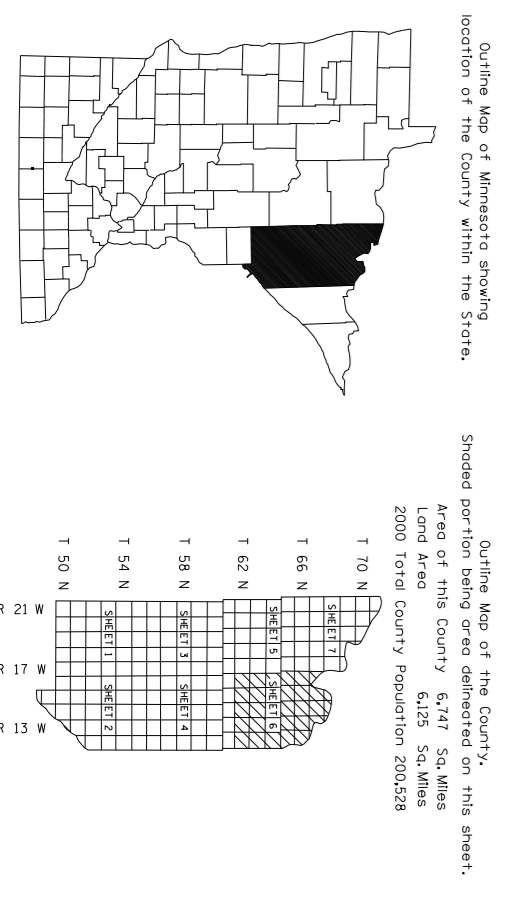 Outline Map of Minnesota showing
location of the County within the State.
Outline Map of the County.
Shaded portion being area delineated on this sheet.
Area of this County 6,747 Sq.Miles
Land Area 6,125 Sq.Miles
2000 Total County Population 200,528
T 70 N
T 66 N
T 62 N
T 58 N
T 54 N
T 50 N
SHEET 7
SHEET 5
SHEET 6
SHEET 3
SHEET 4
SHEET 1
SHEET 2
R 21 W
R 17 W
R 13 W